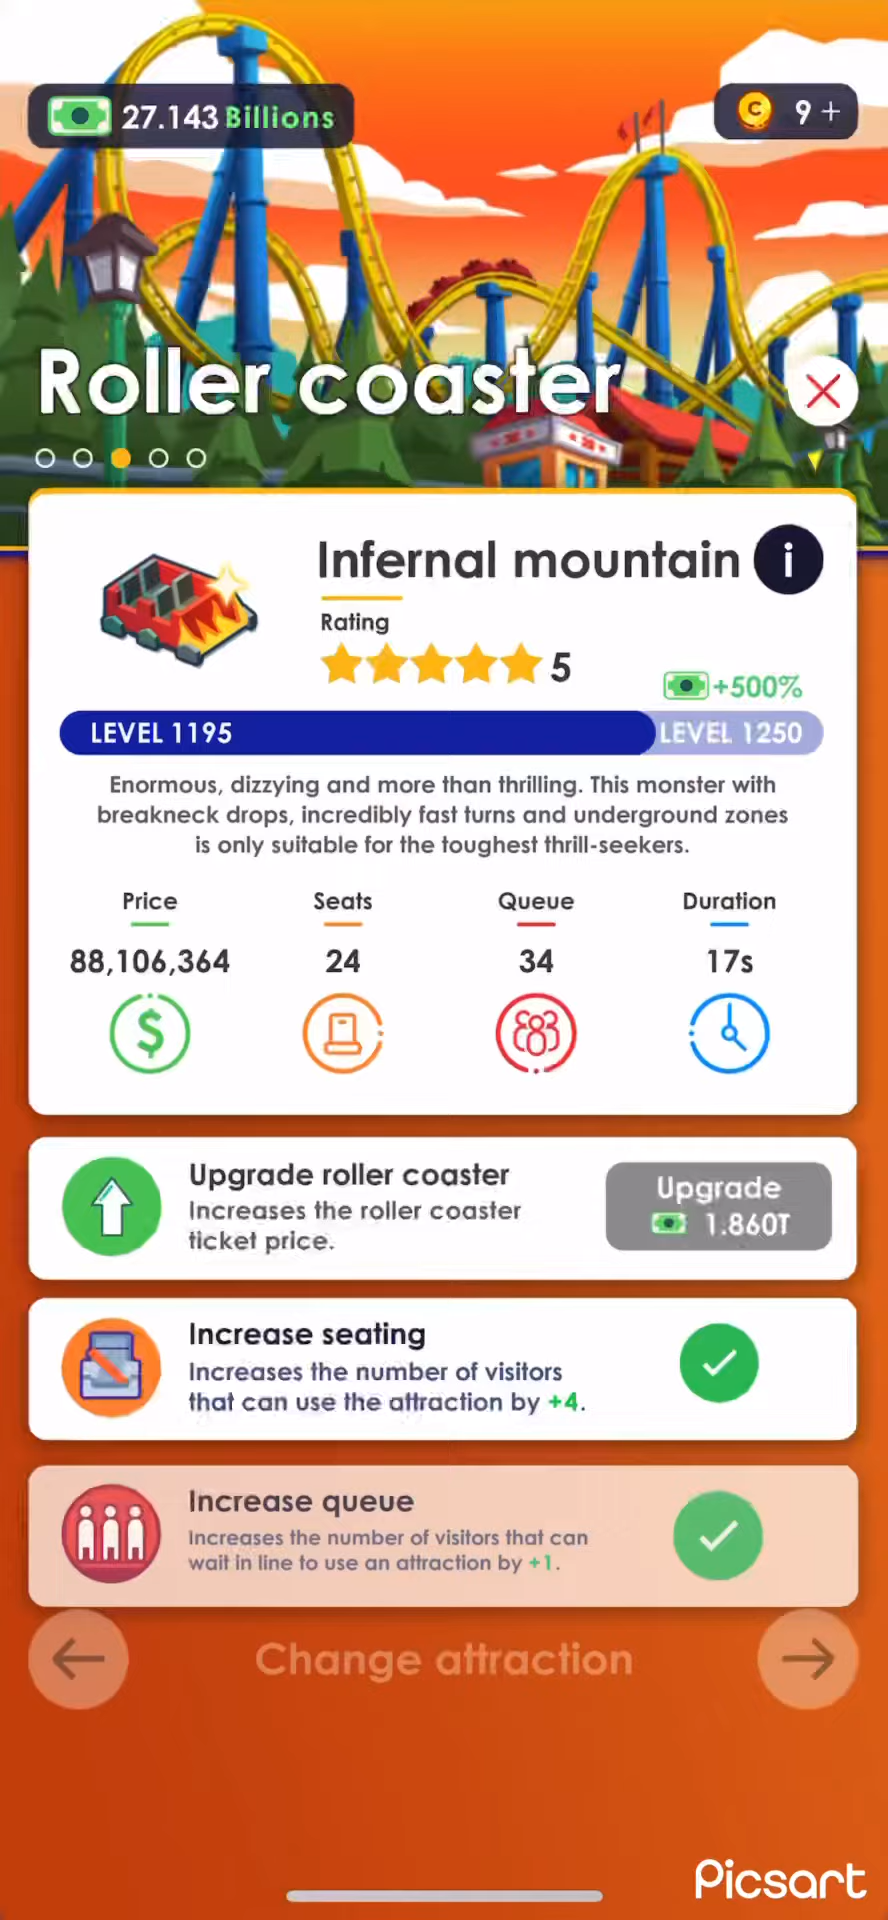 27.143 Billions
9 +
Roller coaster
Infernal mountain i
Rating
5
+500%
LEVEL 1195
LEVEL 1250
Enormous, dizzying and more than thrilling. This monster with
breakneck drops, incredibly fast turns and underground zones
is only suitable for the toughest thrill-seekers.
Price Seats Queue Duration
88,106,364 24 34 17s
Upgrade roller coaster
Increases the roller coaster
ticket price.
Upgrade
1.860T
Increase seating
Increases the number of visitors
that can use the attraction by +4.
Increase queue
Increases the number of visitors that can
wait in line to use an attraction by +1.
Change attraction
Picsart